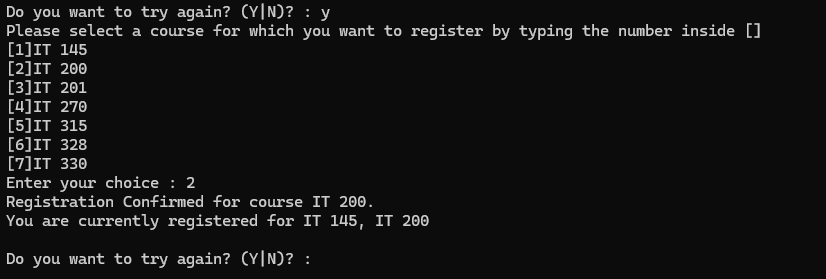 Do you want to try again? (Y|N)? : y
Please select a course for which you want to register by typing the number inside []
[1]IT 145
[2]IT 200
[3]IT 201
[4]IT 270
[5]IT 315
[6]IT 328
[7]IT 330
Enter your choice : 2
Registration Confirmed for course IT 200.
You are currently registered for IT 145, IT 200
Do you want to try again? (Y|N)? :